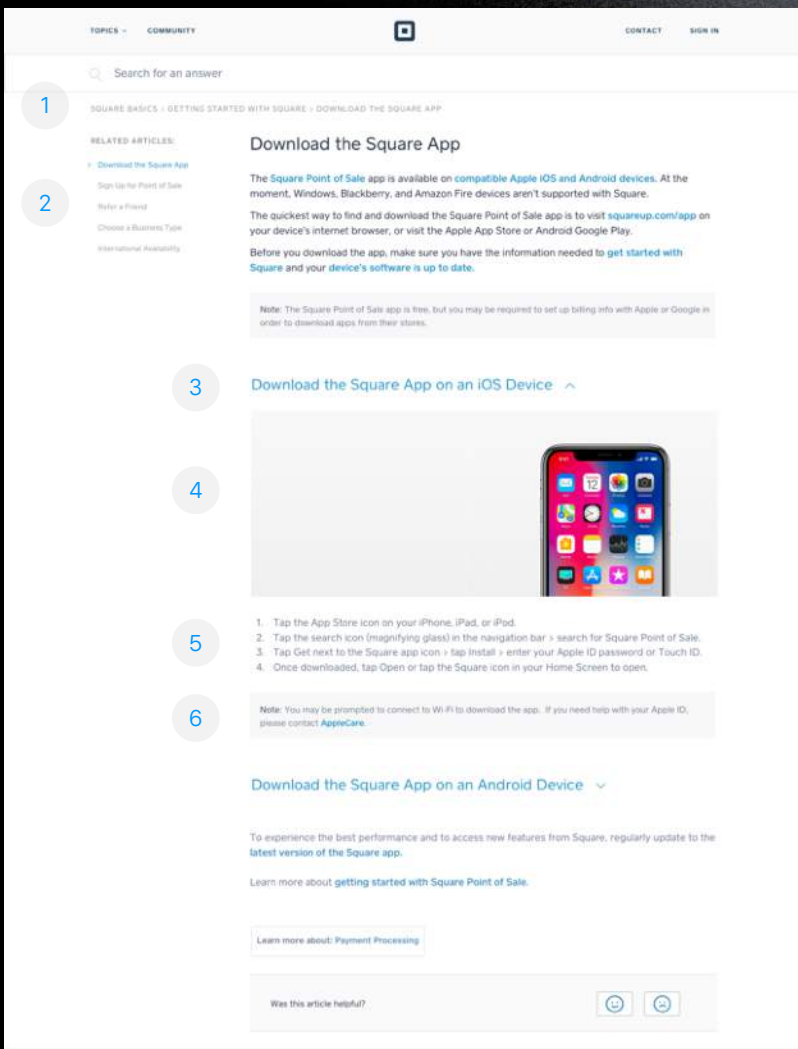 TOPICS
COMMUNITY
CONTACT
SIGN IN
Search for an answer
1
SQUARE BASICS > GETTING STARTED WITH SQUARE > DOWNLOAD THE SQUARE APP
RELATED ARTICLES:
Download the Square App
> Download the Square App
Sign Up for Point of Sale
2
Refer a Friend
Choose a Business Type
International Availability
The Square Point of Sale app is available on compatible Apple iOS and Android devices. At the
moment, Windows, Blackberry, and Amazon Fire devices aren't supported with Square.
The quickest way to find and download the Square Point of Sale app is to visit squareup.com/app on
your device's internet browser, or visit the Apple App Store or Android Google Play.
Before you download the app, make sure you have the information needed to get started with
Square and your device's software is up to date.
Note: The Square Point of Sale app is free, but you may be required to set up billing info with Apple or Google in
order to download apps from their stores.
3
Download the Square App on an iOS Device
4
12
5
1. Tap the App Store icon on your iPhone, iPad, or iPod.
2. Tap the search icon (magnifying glass) in the navigation bar > search for Square Point of Sale.
3. Tap Get next to the Square app icon > tap Install > enter your Apple ID password or Touch ID.
4. Once downloaded, tap Open or tap the Square icon in your Home Screen to open.
6
Note: You may be prompted to connect to Wi-Fi to download the app. If you need help with your Apple ID,
please contact AppleCare.
Download the Square App on an Android Device
To experience the best performance and to access new features from Square, regularly update to the
latest version of the Square app.
Learn more about getting started with Square Point of Sale.
Learn more about: Payment Processing
Was this article helpful?